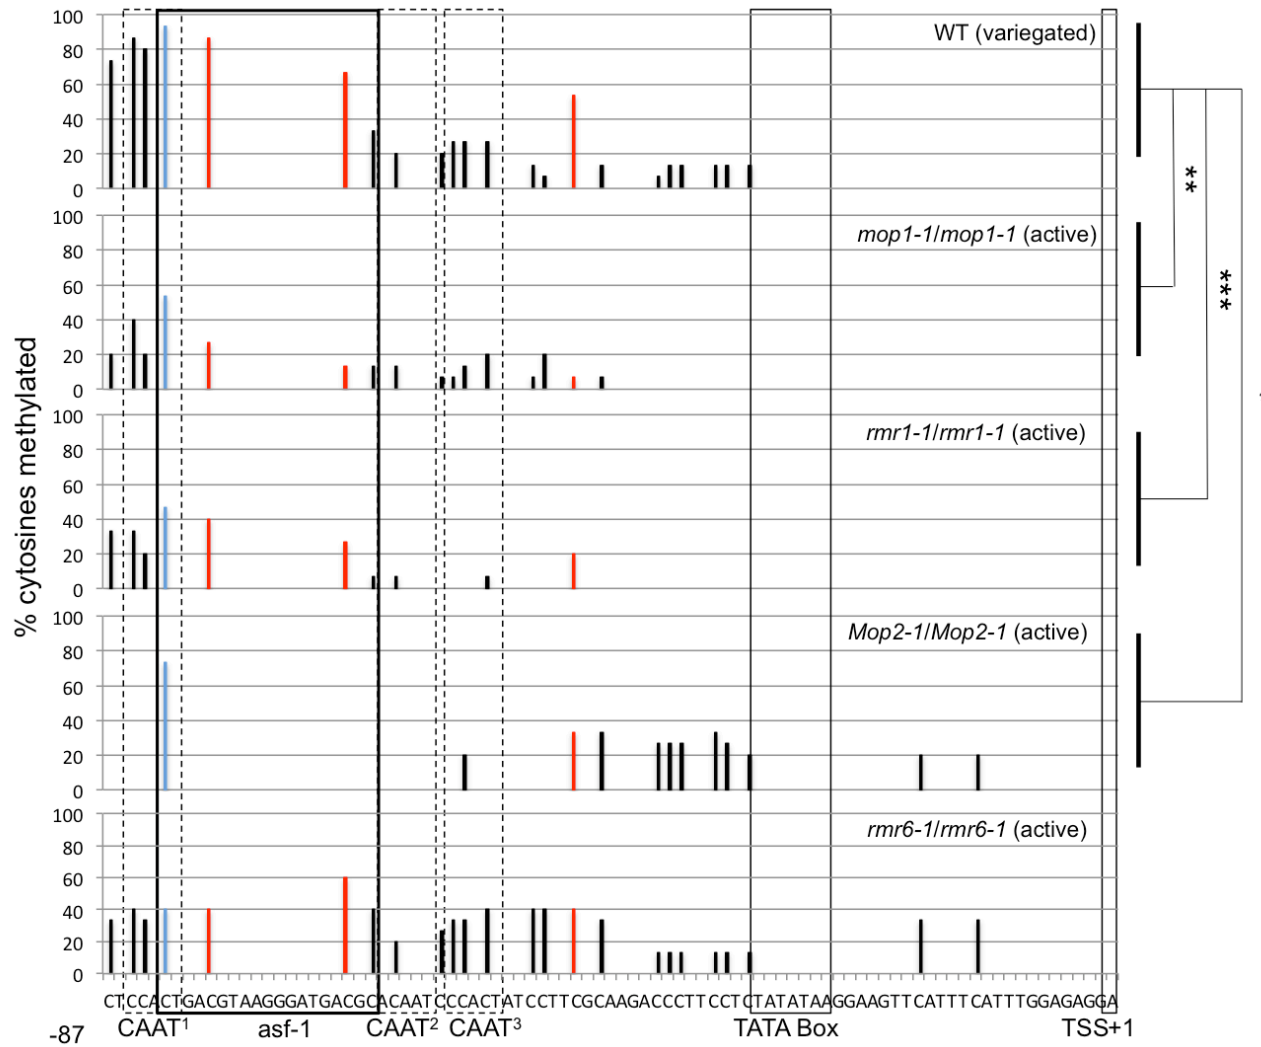 % cytosines methylated
100
80
60
40
20
0
WT (variegated)
100
80
60
40
20
0
mop1-1/mop1-1 (active)
100
80
60
40
20
0
rmr1-1/rmr1-1 (active)
100
80
60
40
20
0
Mop2-1/Mop2-1 (active)
100
80
60
40
20
0
rmr6-1/rmr6-1 (active)
**
***
CTCCACTGACGTAAGGGATGACGCACAATCCCACTATCCTTCGCAAGACCCTTCCTCTATATAAGGAAGTTCATTTCATTTGGAGAGGA
-87
CAAT1
asf-1
CAAT2
CAAT3
TATA Box
TSS+1